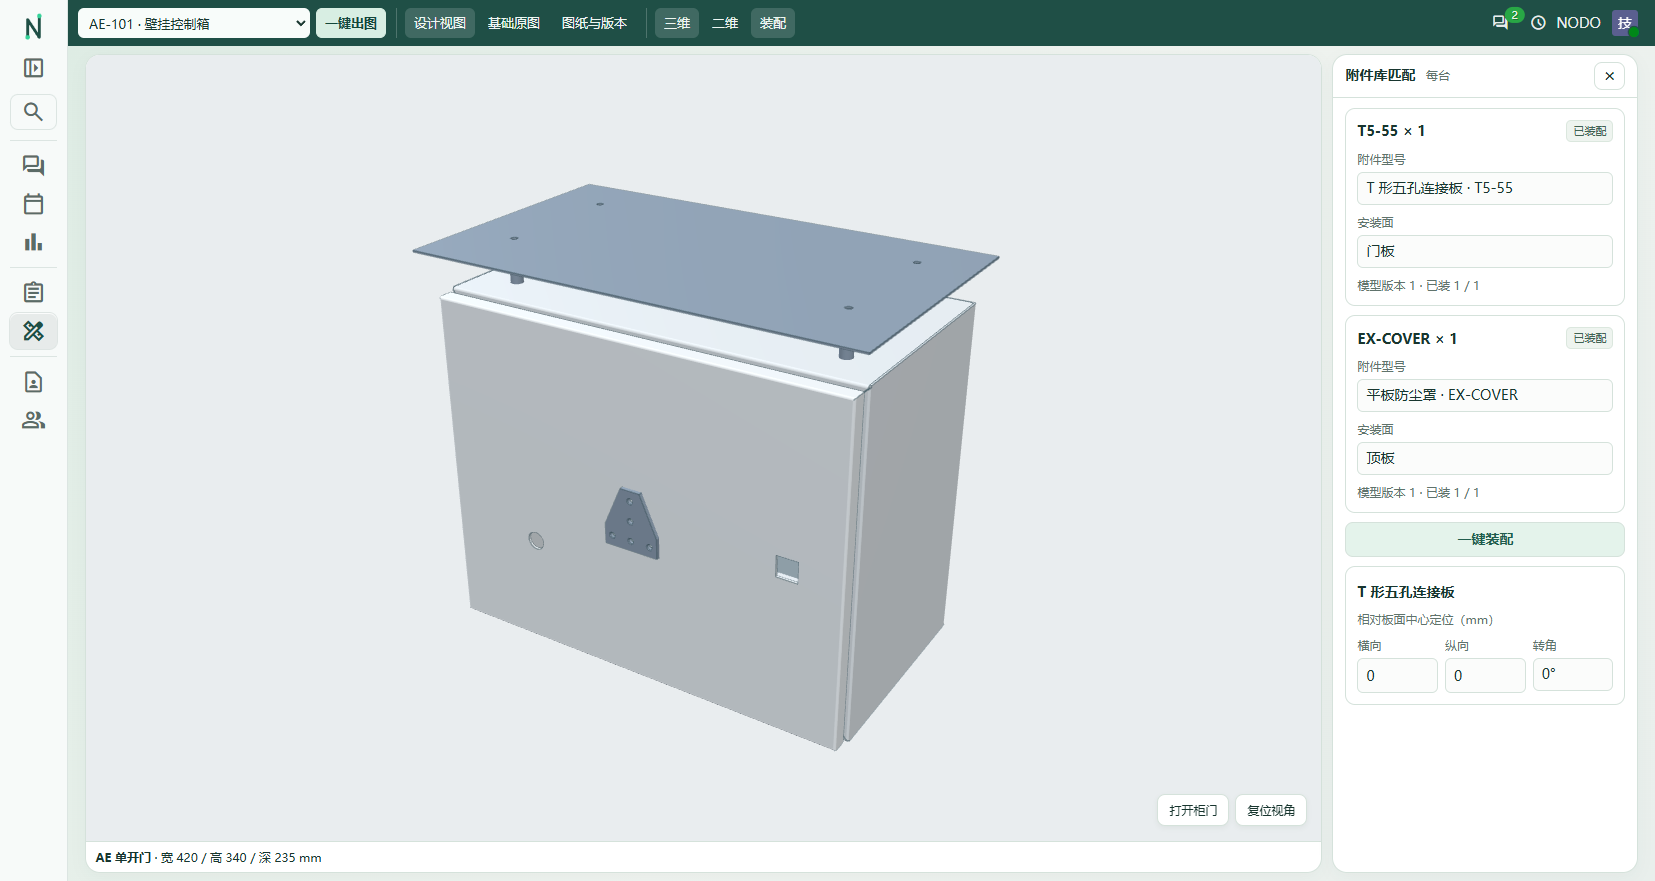 N
AE-101 · 壁挂控制箱
一键出图
设计视图
基础原图
图纸与版本
三维
二维
装配
2
NODO
技
附件库匹配 每台
T5-55 × 1
已装配
附件型号
T 形五孔连接板 · T5-55
安装面
门板
模型版本 1 · 已装 1 / 1
EX-COVER × 1
已装配
附件型号
平板防尘罩 · EX-COVER
安装面
顶板
模型版本 1 · 已装 1 / 1
一键装配
T 形五孔连接板
相对板面中心定位（mm）
横向 纵向 转角
0 0 0°
打开柜门
复位视角
AE 单开门 · 宽 420 / 高 340 / 深 235 mm